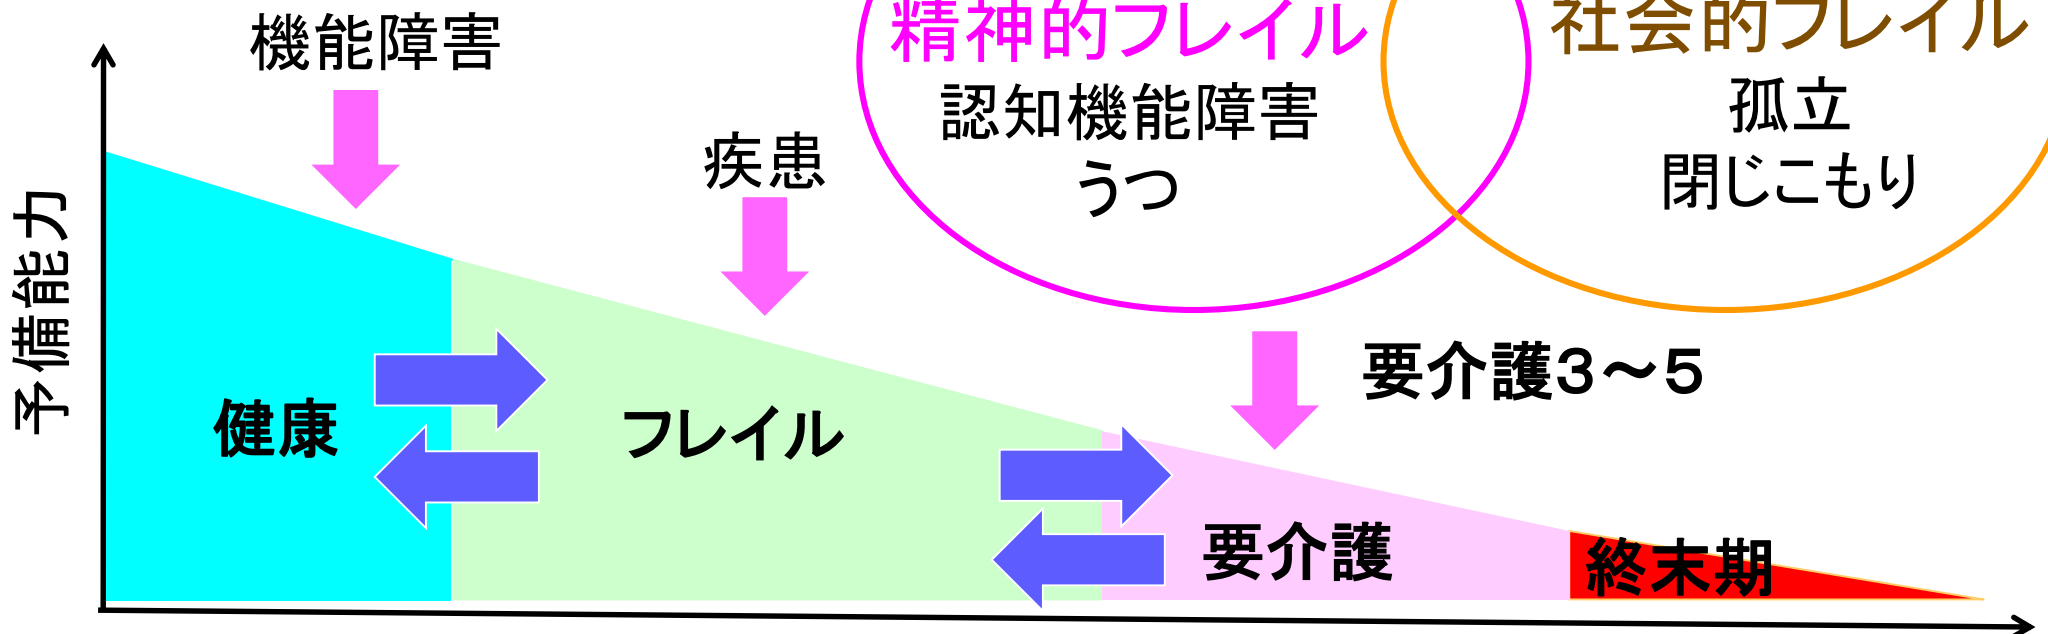 機能障害
精神的フレイル
社会的フレイル
認知機能障害
うつ
孤立
閉じこもり
疾患
予備能力
要介護３～５
健康
フレイル
要介護
終末期